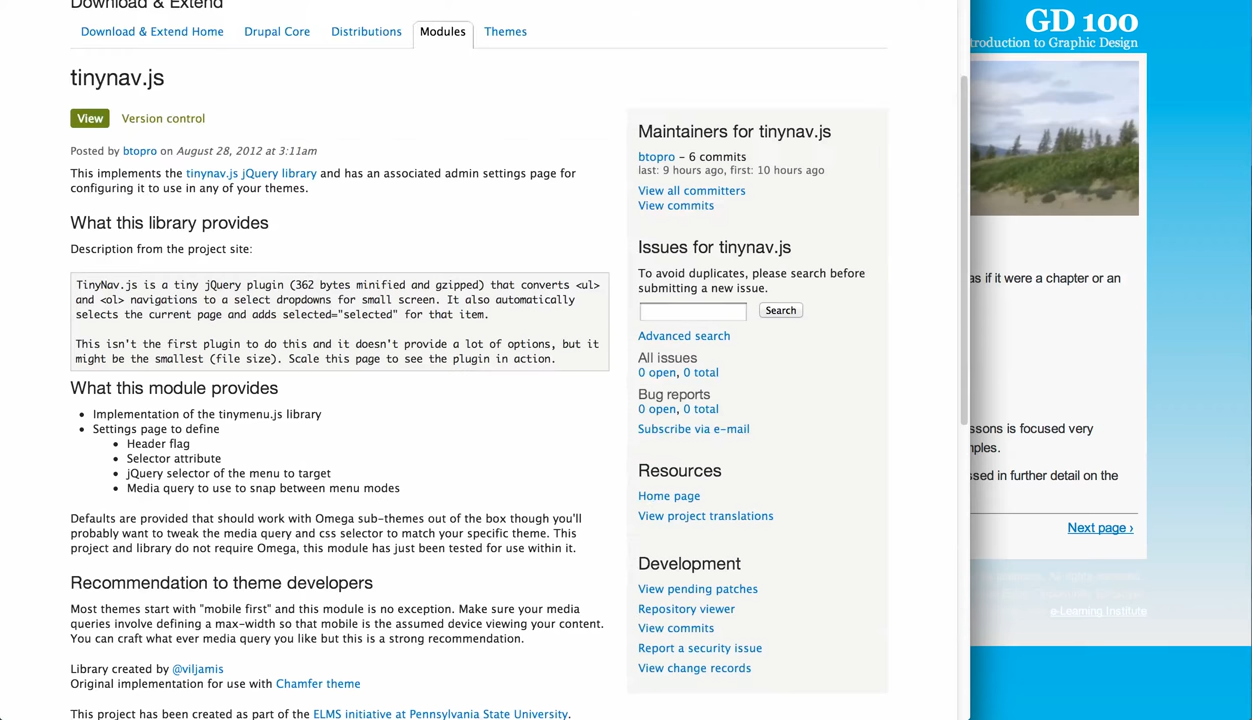 Download & Extend
Download & Extend Home
Drupal Core
Distributions
Modules
Themes
tinynav.js
View
Version control
Posted by btopro on August 28, 2012 at 3:11am
This implements the tinynav.js jQuery library and has an associated admin settings page for
configuring it to use in any of your themes.
What this library provides
Description from the project site:
TinyNav.js is a tiny jQuery plugin (362 bytes minified and gzipped) that converts <ul>
and <ol> navigations to a select dropdowns for small screen. It also automatically
selects the current page and adds selected="selected" for that item.
This isn't the first plugin to do this and it doesn't provide a lot of options, but it
might be the smallest (file size). Scale this page to see the plugin in action.
What this module provides
• Implementation of the tinymenu.js library
• Settings page to define
• Header flag
• Selector attribute
• jQuery selector of the menu to target
• Media query to use to snap between menu modes
Defaults are provided that should work with Omega sub-themes out of the box though you'll
probably want to tweak the media query and css selector to match your specific theme. This
project and library do not require Omega, this module has just been tested for use within it.
Recommendation to theme developers
Most themes start with "mobile first" and this module is no exception. Make sure your media
queries involve defining a max-width so that mobile is the assumed device viewing your content.
You can craft what ever media query you like but this is a strong recommendation.
Library created by @viljamis
Original implementation for use with Chamfer theme
This project has been created as part of the ELMS initiative at Pennsylvania State University.
Maintainers for tinynav.js
btopro – 6 commits
last: 9 hours ago, first: 10 hours ago
View all committers
View commits
Issues for tinynav.js
To avoid duplicates, please search before
submitting a new issue.
Search
Advanced search
All issues
0 open, 0 total
Bug reports
0 open, 0 total
Subscribe via e-mail
Resources
Home page
View project translations
Development
View pending patches
Repository viewer
View commits
Report a security issue
View change records
GD 100
troduction to Graphic Design
as if it were a chapter or an
ssons is focused very
mples.
ssed in further detail on the
Next page ›
e-Learning Institute